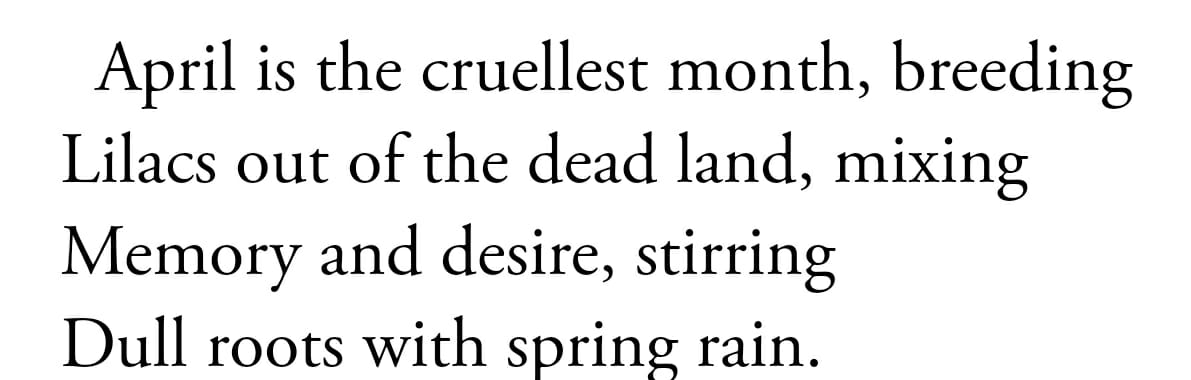 April is the cruellest month, breeding
Lilacs out of the dead land, mixing
Memory and desire, stirring
Dull roots with spring rain.